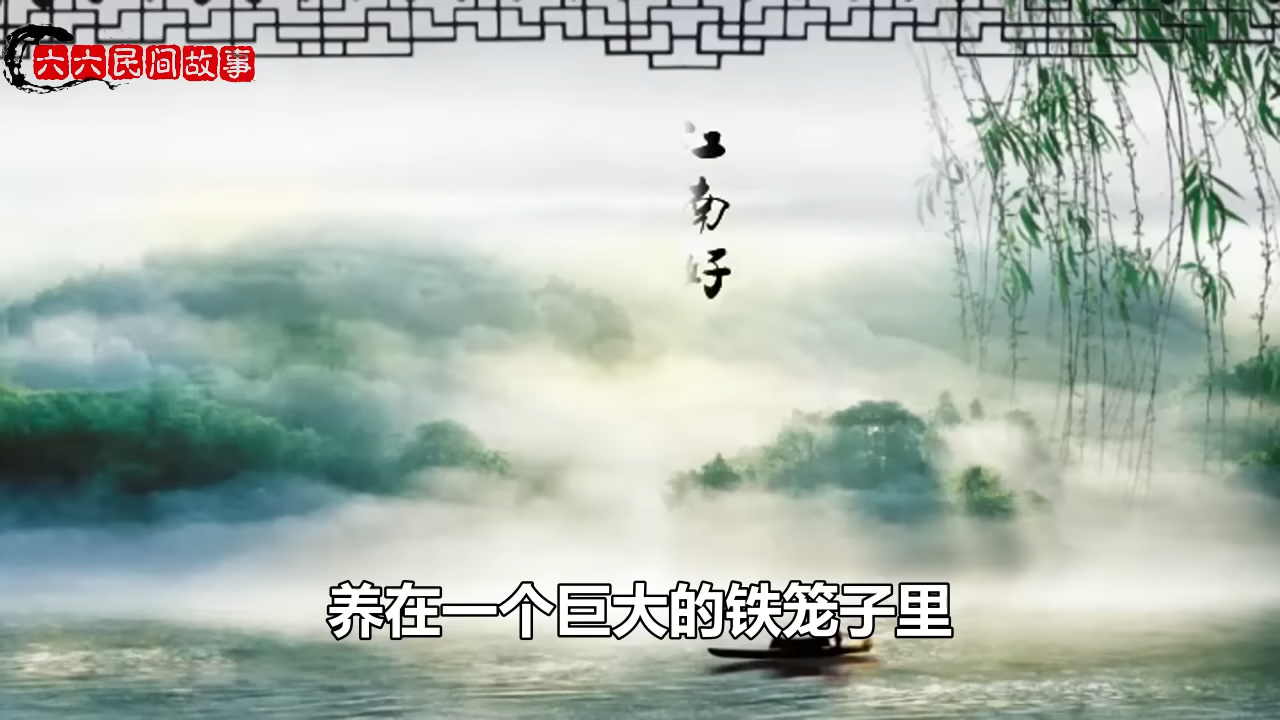 六六民间故事
江南好
养在一个巨大的铁笼子里